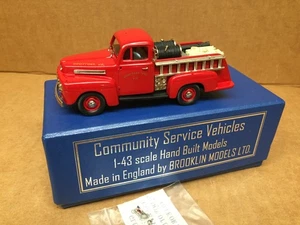 Community Service Vehicles
1-43 scale Hand Built Models
Made in England by BROOKLIN MODELS LTD.